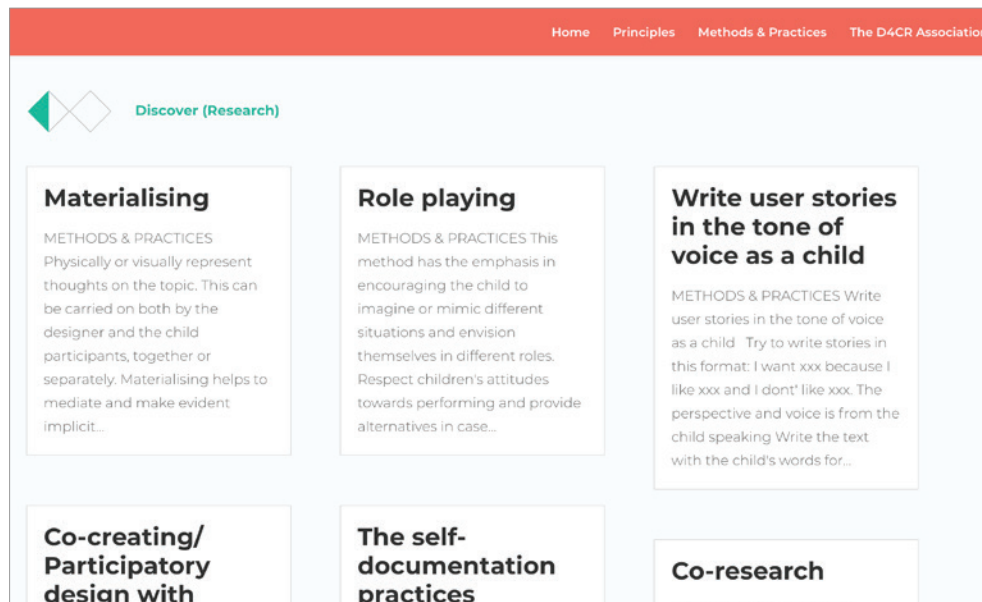 Home Principles Methods & Practices The D4CR Association
Discover (Research)
Materialising
METHODS & PRACTICES
Physically or visually represent
thoughts on the topic. This can
be carried on both by the
designer and the child
participants, together or
separately. Materialising helps to
mediate and make evident
implicit...
Role playing
METHODS & PRACTICES This
method has the emphasis in
encouraging the child to
imagine or mimic different
situations and envision
themselves in different roles.
Respect children's attitudes
towards performing and provide
alternatives in case...
Write user stories
in the tone of
voice as a child
METHODS & PRACTICES Write
user stories in the tone of voice
as a child Try to write stories in
this format: I want xxx because I
like xxx and I dont' like xxx. The
perspective and voice is from the
child speaking Write the text
with the child's words for...
Co-creating/
Participatory
design with
The self-
documentation
practices
Co-research